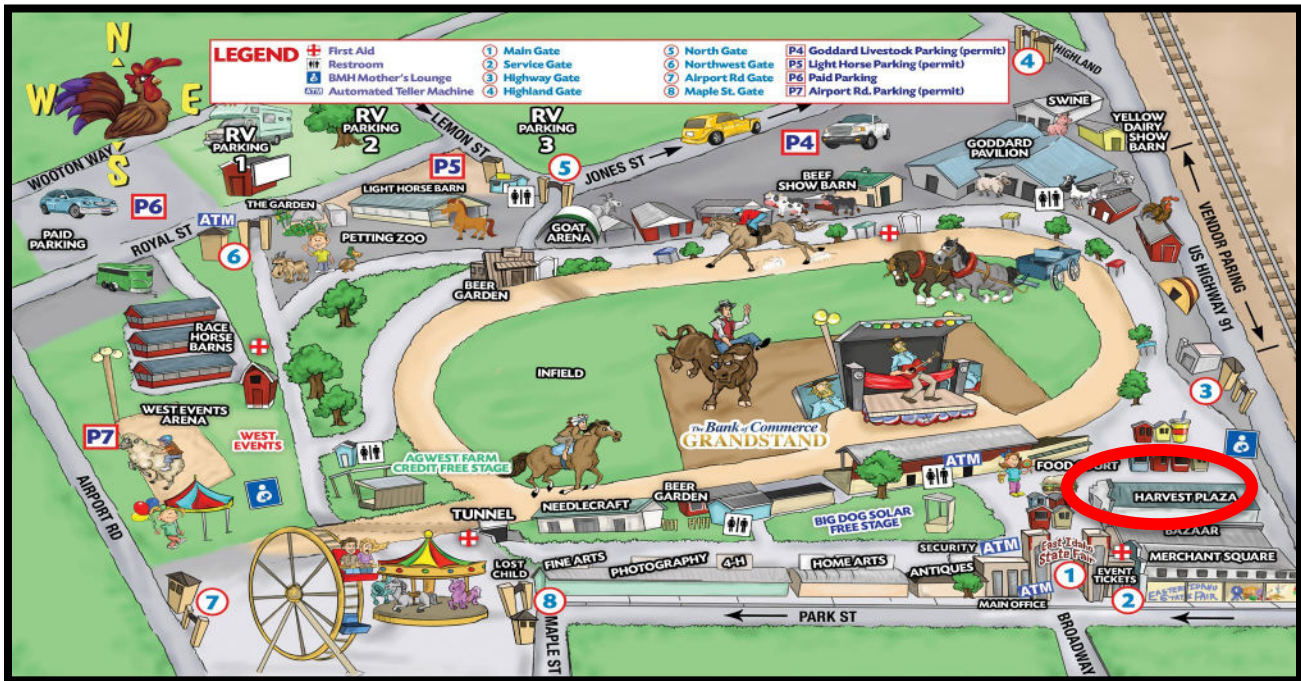 N
W
E
S
LEGEND
First Aid
Restroom
BMH Mother's Lounge
ATM Automated Teller Machine
1 Main Gate
2 Service Gate
3 Highway Gate
4 Highland Gate
5 North Gate
6 Northwest Gate
7 Airport Rd Gate
8 Maple St. Gate
P4 Goddard Livestock Parking (permit)
P5 Light Horse Parking (permit)
P6 Paid Parking
P7 Airport Rd. Parking (permit)
4
HIGHLAND
WOOTON WAY
RV
PARKING
1
RV
PARKING
2
LEMON ST
RV
PARKING
3
5
JONES ST
P4
SWINE
YELLOW
DAIRY
SHOW
BARN
GODDARD
PAVILION
P5
LIGHT HORSE BARN
BEEF
SHOW BARN
P6
PAID
PARKING
ATM
THE GARDEN
ROYAL ST
6
PETTING ZOO
GOAT
ARENA
BEER
GARDEN
VENDOR PARING
US HIGHWAY 91
RACE
HORSE
BARNS
INFIELD
3
WEST EVENTS
ARENA
P7
WEST
EVENTS
The Bank of Commerce
GRANDSTAND
AGWEST FARM
CREDIT FREE STAGE
ATM
FOOD COURT
HARVEST PLAZA
BAZAAR
AIRPORT RD
TUNNEL
NEEDLECRAFT
BEER
GARDEN
BIG DOG SOLAR
FREE STAGE
SECURITY
ATM
East Idaho
State Fair
1
EVENT
TICKETS
MERCHANT SQUARE
LOST
CHILD
FINE ARTS
PHOTOGRAPHY
4-H
HOME ARTS
ANTIQUES
7
8
MAIN OFFICE
ATM
2
EASTERN IDAHO
STATE FAIR
MAPLE ST
PARK ST
BROADWAY